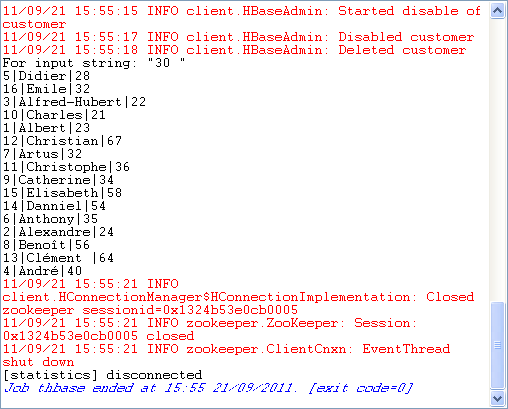 11/09/21 15:55:15 INFO client.HBaseAdmin: Started disable of
customer
11/09/21 15:55:17 INFO client.HBaseAdmin: Disabled customer
11/09/21 15:55:18 INFO client.HBaseAdmin: Deleted customer
For input string: "30 "
5|Didier|28
16|Emile|32
3|Alfred-Hubert|22
10|Charles|21
1|Albert|23
12|Christian|67
7|Artus|32
11|Christophe|36
9|Catherine|34
15|Elisabeth|58
14|Danniel|54
6|Anthony|35
2|Alexandre|24
8|Benoît|56
13|Clément |64
4|André|40
11/09/21 15:55:21 INFO
client.HConnectionManager$HConnectionImplementation: Closed
zookeeper sessionid=0x1324b53e0cb0005
11/09/21 15:55:21 INFO zookeeper.ZooKeeper: Session:
0x1324b53e0cb0005 closed
11/09/21 15:55:21 INFO zookeeper.ClientCnxn: EventThread
shut down
[statistics] disconnected
Job thbase ended at 15:55 21/09/2011. [exit code=0]